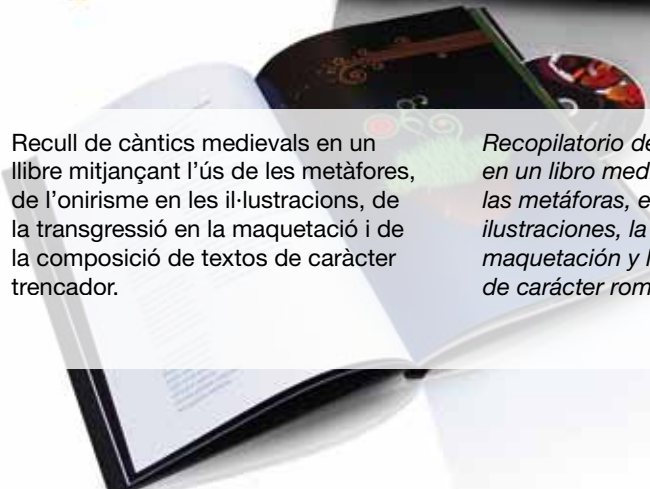 Recull de càntics medievals en un
llibre mitjançant l'ús de les metàfores,
de l'onirisme en les il·lustracions, de
la transgressió en la maquetació i de
la composició de textos de caràcter
trencador.
Recopilatorio de
en un libro med
las metáforas, e
ilustraciones, la
maquetación y l
de carácter rom